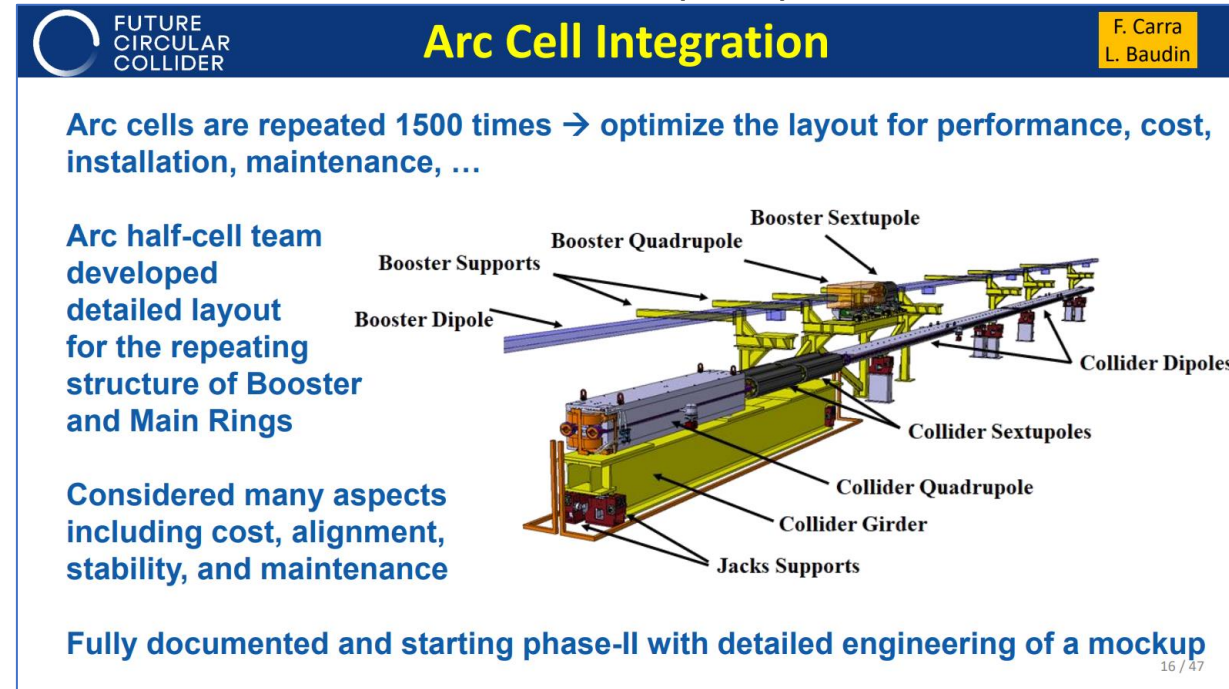 FUTURE
CIRCULAR
COLLIDER
Arc Cell Integration
F. Carra
L. Baudin
Arc cells are repeated 1500 times → optimize the layout for performance, cost,
installation, maintenance, …
Arc half-cell team
developed
detailed layout
for the repeating
structure of Booster
and Main Rings
Considered many aspects
including cost, alignment,
stability, and maintenance
Booster Sextupole
Booster Quadrupole
Booster Supports
Booster Dipole
Collider Dipoles
Collider Sextupoles
Collider Quadrupole
Collider Girder
Jacks Supports
Fully documented and starting phase-II with detailed engineering of a mockup
16 / 47